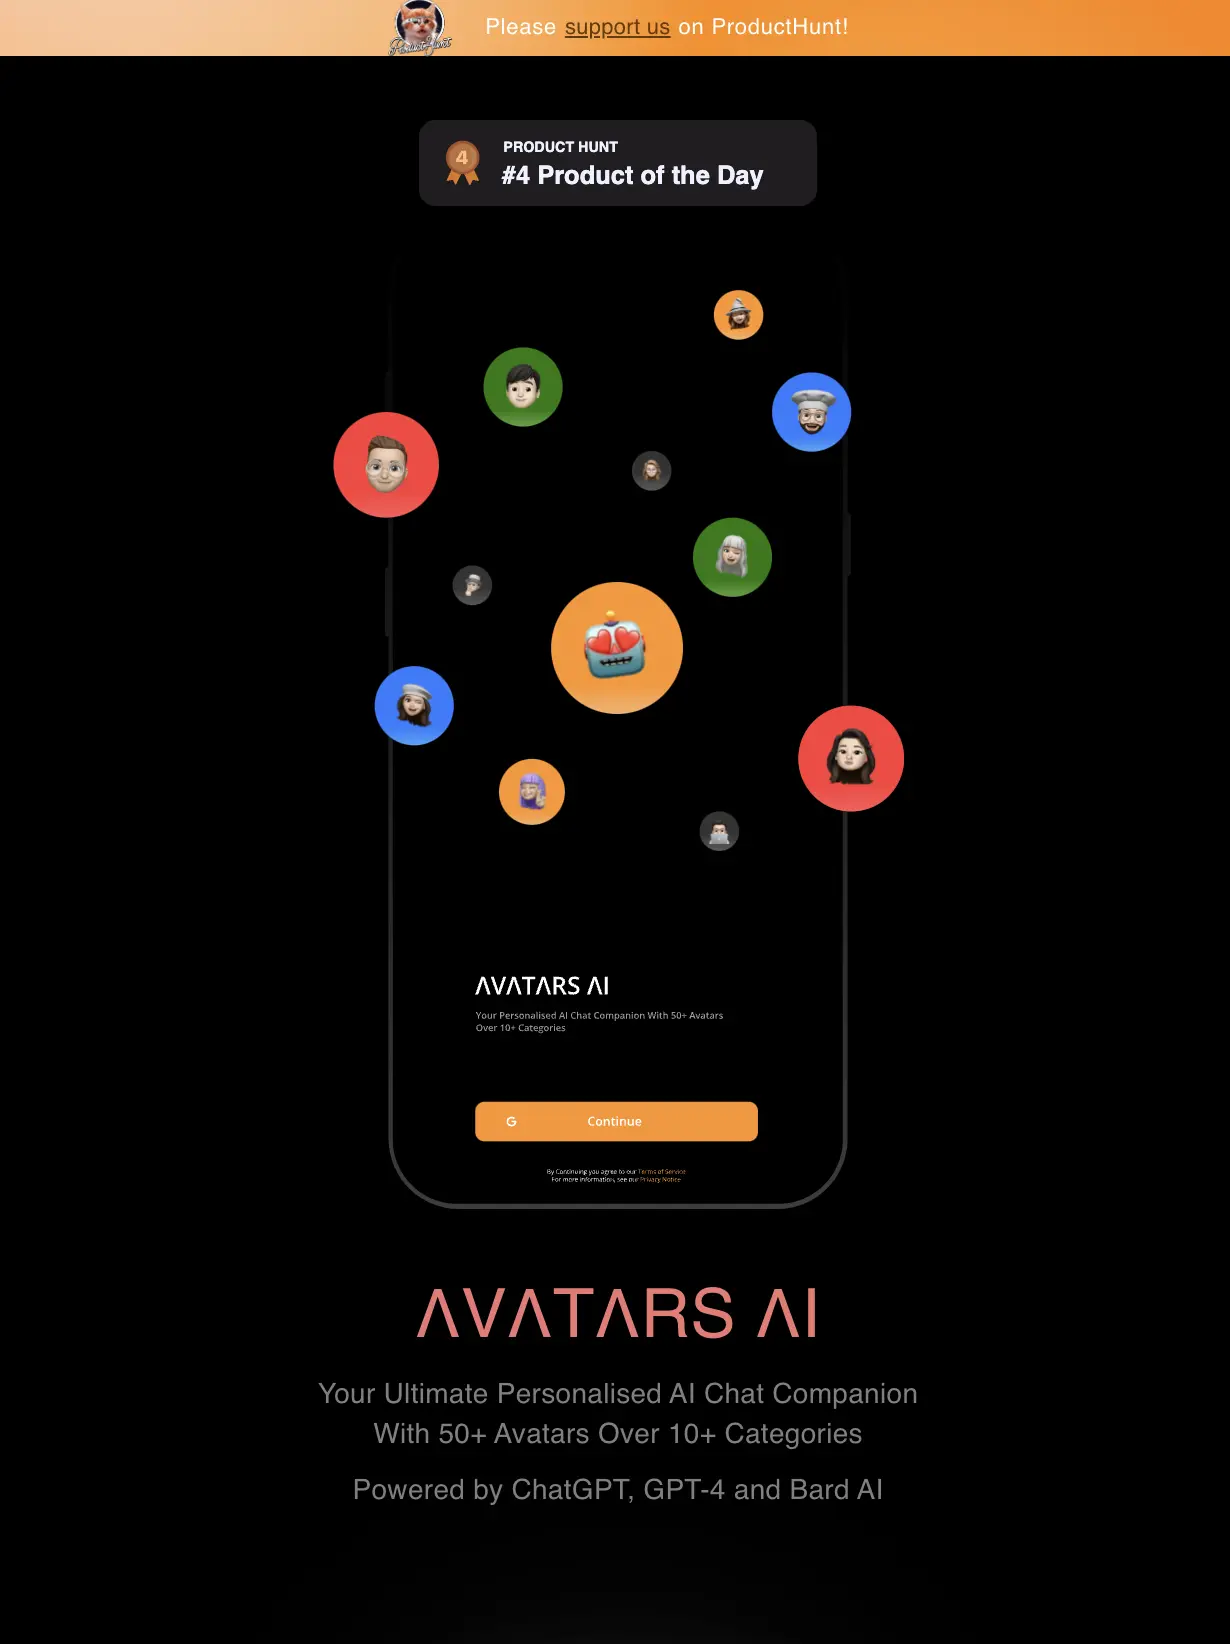 ProductHunt
Please support us on ProductHunt!
4
PRODUCT HUNT
#4 Product of the Day
AVATARS AI
Your Personalised AI Chat Companion With 50+ Avatars
Over 10+ Categories
G
Continue
By Continuing you agree to our Terms of Service
For more information, see our Privacy Notice
AVATARS AI
Your Ultimate Personalised AI Chat Companion
With 50+ Avatars Over 10+ Categories
Powered by ChatGPT, GPT-4 and Bard AI